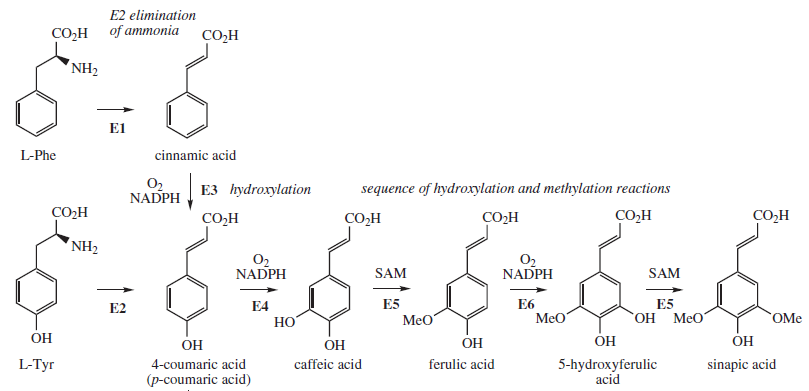 E2 elimination
of ammonia
CO₂H
NH₂
E1
CO₂H
L-Phe
cinnamic acid
O₂
NADPH
E3 hydroxylation
sequence of hydroxylation and methylation reactions
CO₂H
NH₂
OH
E2
CO₂H
OH
O₂
NADPH
E4
CO₂H
HO
OH
SAM
E5
CO₂H
MeO
OH
O₂
NADPH
E6
CO₂H
MeO
OH
OH
SAM
E5
CO₂H
MeO
OMe
OH
L-Tyr
4-coumaric acid
(p-coumaric acid)
caffeic acid
ferulic acid
5-hydroxyferulic
acid
sinapic acid